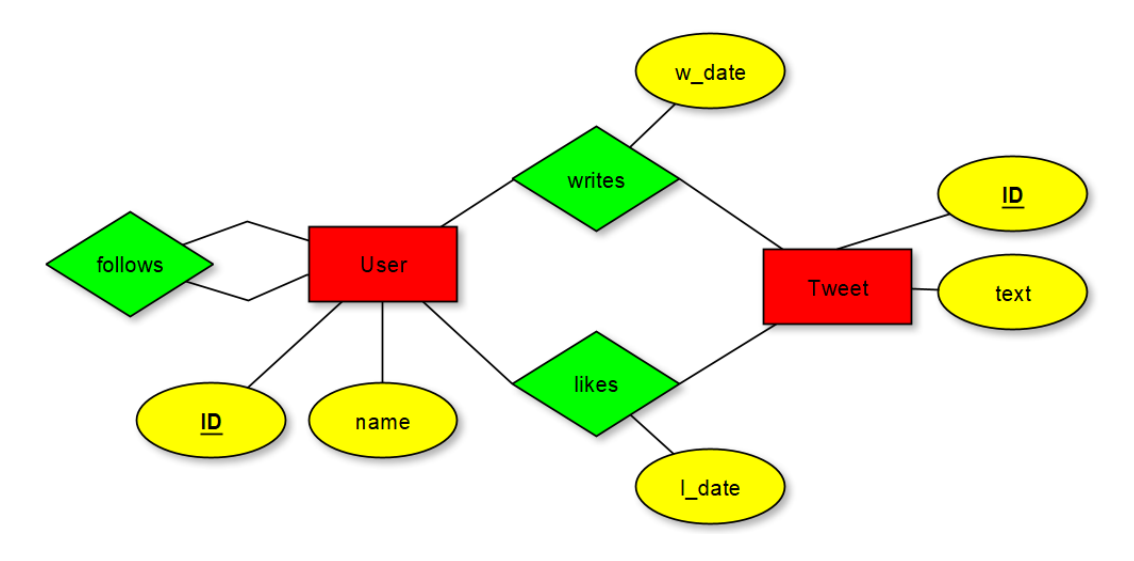 w_date
writes
ID
follows
User
Tweet
text
likes
ID
name
l_date